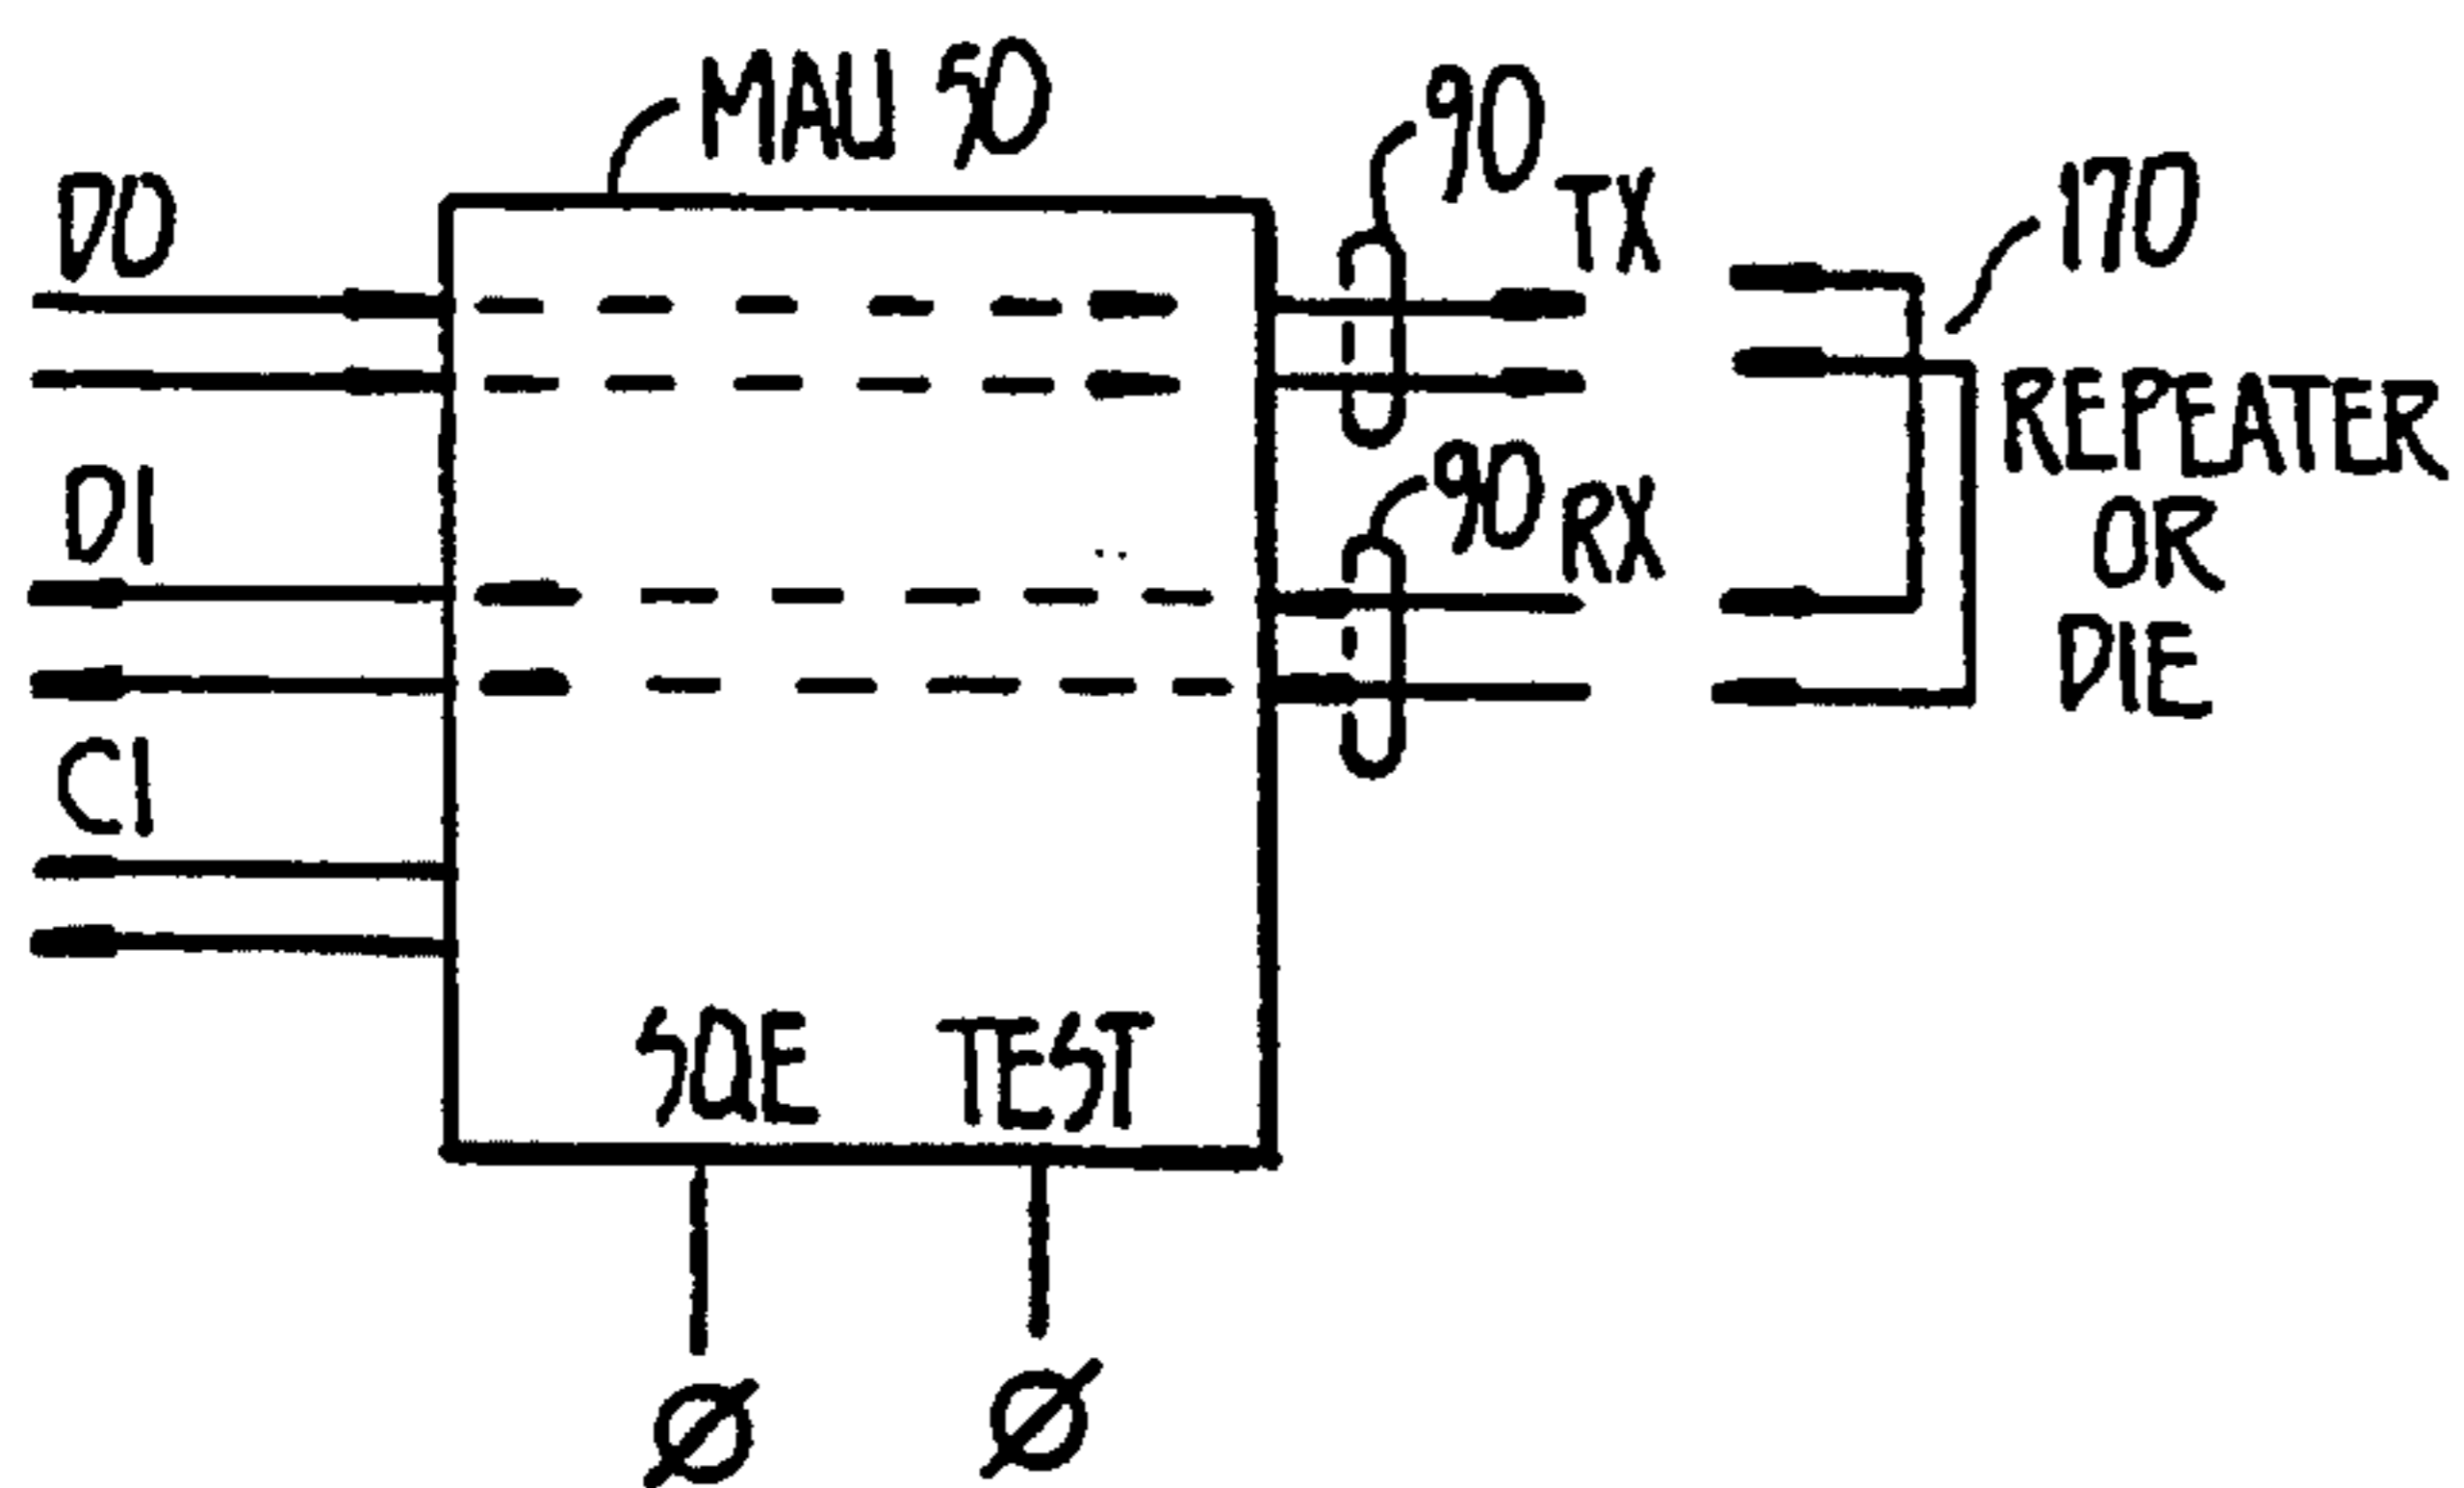 MAU 50
90
TX
170
DO
REPEATER
OR
DIE
DI
90
RX
CI
SQE TEST
Ø Ø